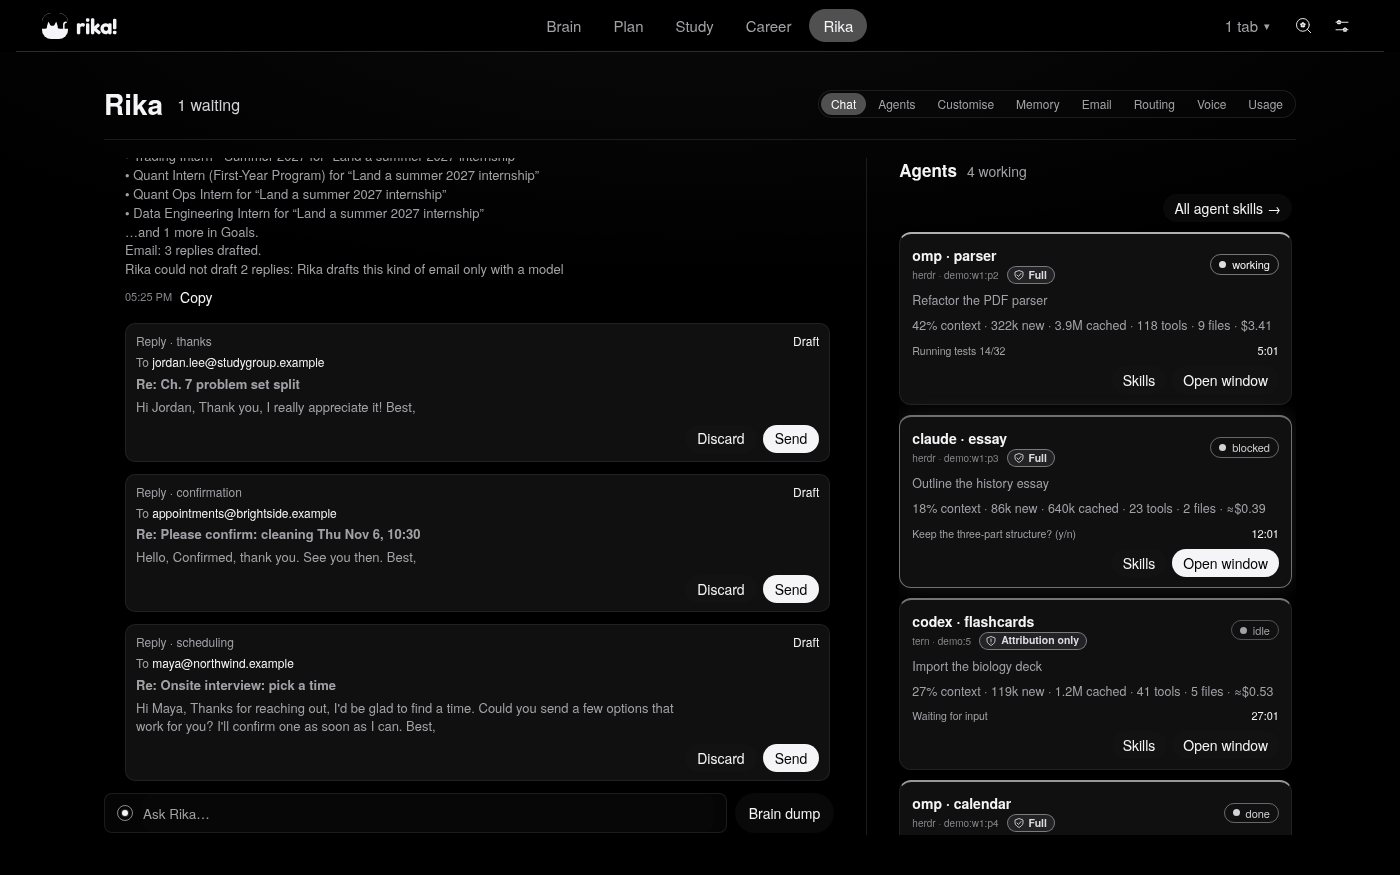 rika!
Brain
Plan
Study
Career
Rika
1 tab ▾
Rika 1 waiting
Chat
Agents
Customise
Memory
Email
Routing
Voice
Usage
• Trading Intern - Summer 2027 for “Land a summer 2027 internship”
• Quant Intern (First-Year Program) for “Land a summer 2027 internship”
• Quant Ops Intern for “Land a summer 2027 internship”
• Data Engineering Intern for “Land a summer 2027 internship”
…and 1 more in Goals.
Email: 3 replies drafted.
Rika could not draft 2 replies: Rika drafts this kind of email only with a model
05:25 PM Copy
Reply · thanks Draft
To jordan.lee@studygroup.example
Re: Ch. 7 problem set split
Hi Jordan, Thank you, I really appreciate it! Best,
Discard Send
Reply · confirmation Draft
To appointments@brightside.example
Re: Please confirm: cleaning Thu Nov 6, 10:30
Hello, Confirmed, thank you. See you then. Best,
Discard Send
Reply · scheduling Draft
To maya@northwind.example
Re: Onsite interview: pick a time
Hi Maya, Thanks for reaching out, I'd be glad to find a time. Could you send a few options that
work for you? I'll confirm one as soon as I can. Best,
Discard Send
Ask Rika…
Brain dump
Agents 4 working
All agent skills →
omp · parser
working
herdr · demo:w1:p2 Full
Refactor the PDF parser
42% context · 322k new · 3.9M cached · 118 tools · 9 files · $3.41
Running tests 14/32 5:01
Skills Open window
claude · essay
blocked
herdr · demo:w1:p3 Full
Outline the history essay
18% context · 86k new · 640k cached · 23 tools · 2 files · ≈$0.39
Keep the three-part structure? (y/n) 12:01
Skills Open window
codex · flashcards
idle
tern · demo:5 Attribution only
Import the biology deck
27% context · 119k new · 1.2M cached · 41 tools · 5 files · ≈$0.53
Waiting for input 27:01
Skills Open window
omp · calendar
done
herdr · demo:w1:p4 Full